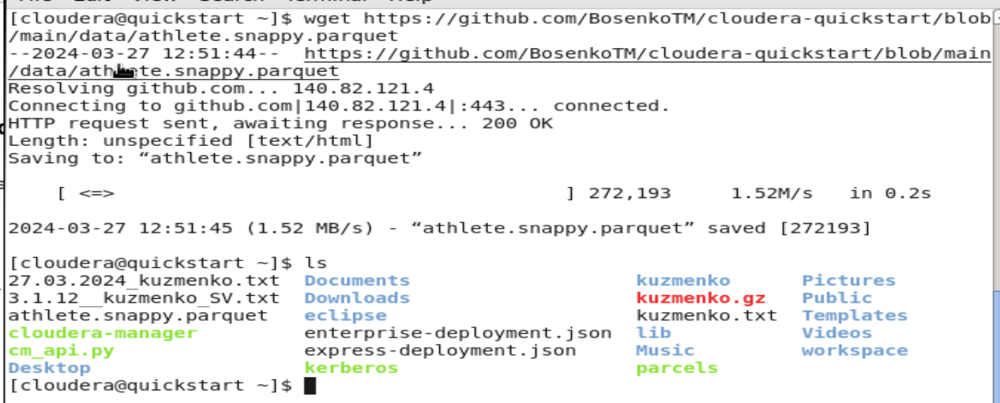 [cloudera@quickstart ~]$ wget https://github.com/BosenkoTM/cloudera-quickstart/blob
/main/data/athlete.snappy.parquet
--2024-03-27 12:51:44--  https://github.com/BosenkoTM/cloudera-quickstart/blob/main
/data/athlete.snappy.parquet
Resolving github.com... 140.82.121.4
Connecting to github.com|140.82.121.4|:443... connected.
HTTP request sent, awaiting response... 200 OK
Length: unspecified [text/html]
Saving to: “athlete.snappy.parquet”
    [ <=>                                      ] 272,193     1.52M/s   in 0.2s
2024-03-27 12:51:45 (1.52 MB/s) - “athlete.snappy.parquet” saved [272193]
[cloudera@quickstart ~]$ ls
27.03.2024_kuzmenko.txt  Documents                   kuzmenko      Pictures
3.1.12__kuzmenko_SV.txt  Downloads                   kuzmenko.gz   Public
athlete.snappy.parquet   eclipse                     kuzmenko.txt  Templates
cloudera-manager         enterprise-deployment.json  lib           Videos
cm_api.py                express-deployment.json     Music         workspace
Desktop                  kerberos                    parcels
[cloudera@quickstart ~]$